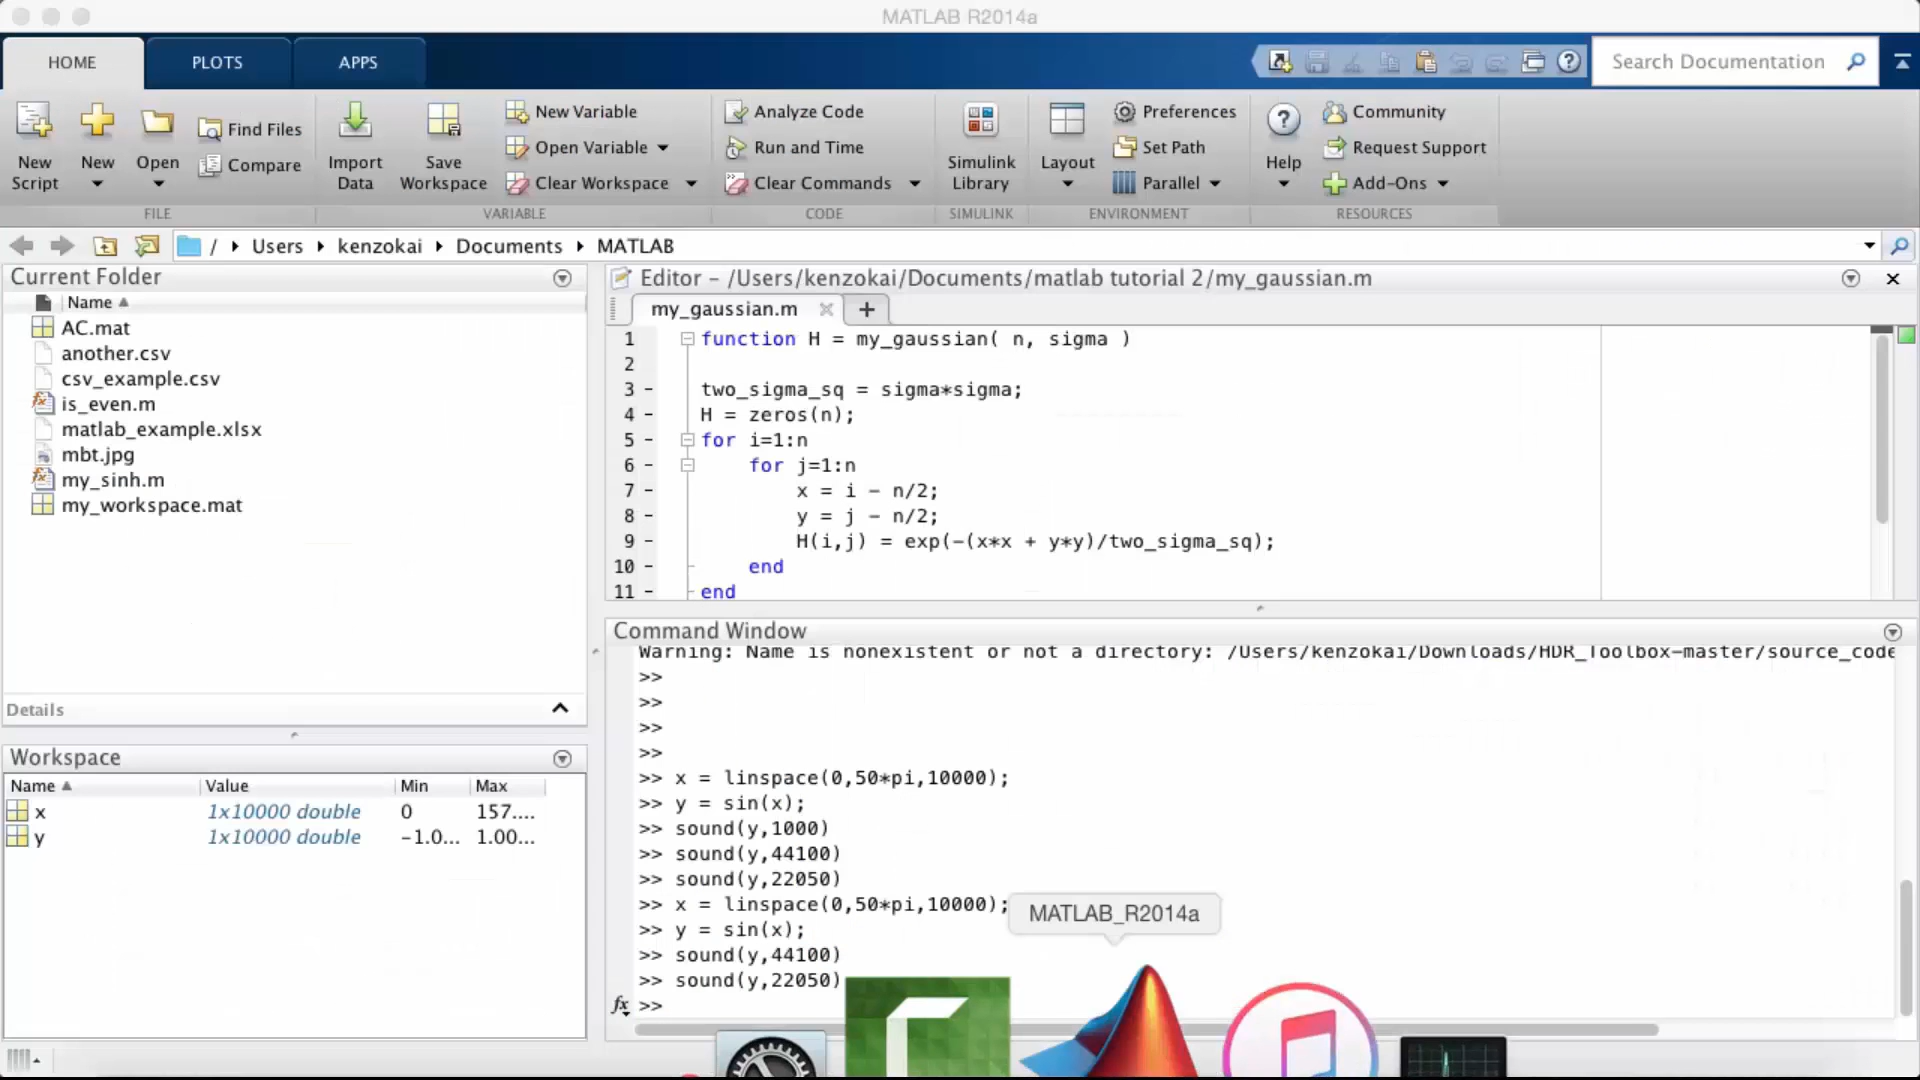 MATLAB R2014a
HOME PLOTS APPS Search Documentation
New Script New Open Find Files Compare Import Data Save Workspace New Variable Open Variable Clear Workspace Analyze Code Run and Time Clear Commands Simulink Library Layout Preferences Set Path Parallel Help Community Request Support Add-Ons
FILE VARIABLE CODE SIMULINK ENVIRONMENT RESOURCES
/ Users kenzokai Documents MATLAB
Current Folder
Name
AC.mat
another.csv
csv_example.csv
is_even.m
matlab_example.xlsx
mbt.jpg
my_sinh.m
my_workspace.mat
Details
Workspace
Name Value Min Max
x 1x10000 double 0 157....
y 1x10000 double -1.0... 1.00...
Editor - /Users/kenzokai/Documents/matlab tutorial 2/my_gaussian.m
my_gaussian.m
1 function H = my_gaussian( n, sigma )
2
3 - two_sigma_sq = sigma*sigma;
4 - H = zeros(n);
5 - for i=1:n
6 - for j=1:n
7 - x = i - n/2;
8 - y = j - n/2;
9 - H(i,j) = exp(-(x*x + y*y)/two_sigma_sq);
10 - end
11 - end
Command Window
Warning: Name is nonexistent or not a directory: /Users/kenzokai/Downloads/HDR_Toolbox-master/source_code
>>
>>
>>
>>
>> x = linspace(0,50*pi,10000);
>> y = sin(x);
>> sound(y,1000)
>> sound(y,44100)
>> sound(y,22050)
>> x = linspace(0,50*pi,10000);
>> y = sin(x);
>> sound(y,44100)
>> sound(y,22050)
fx >>
MATLAB_R2014a